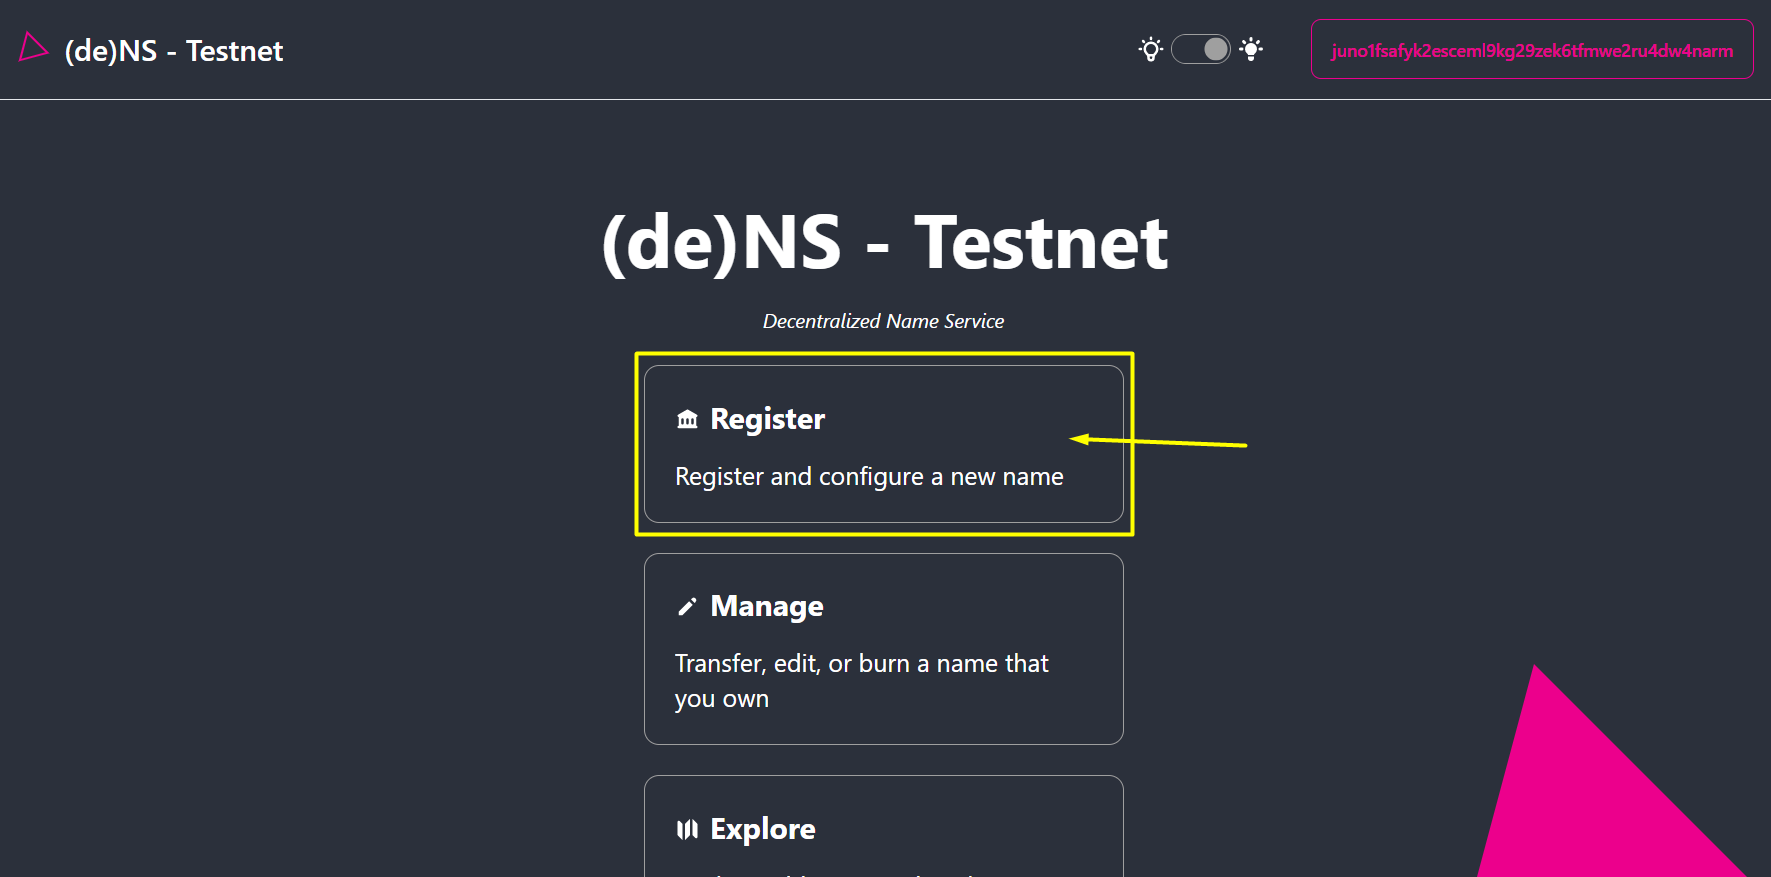 (de)NS - Testnet
juno1fsafyk2esceml9kg29zek6tfmwe2ru4dw4narm
(de)NS - Testnet
Decentralized Name Service
Register
Register and configure a new name
Manage
Transfer, edit, or burn a name that
you own
Explore